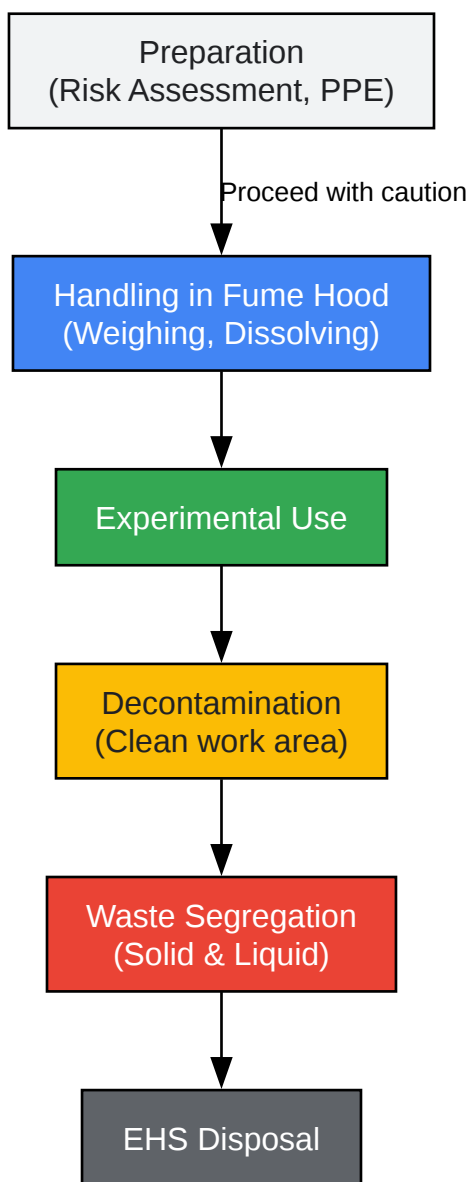 Preparation
(Risk Assessment, PPE)
Proceed with caution
Handling in Fume Hood
(Weighing, Dissolving)
Experimental Use
Decontamination
(Clean work area)
Waste Segregation
(Solid & Liquid)
EHS Disposal